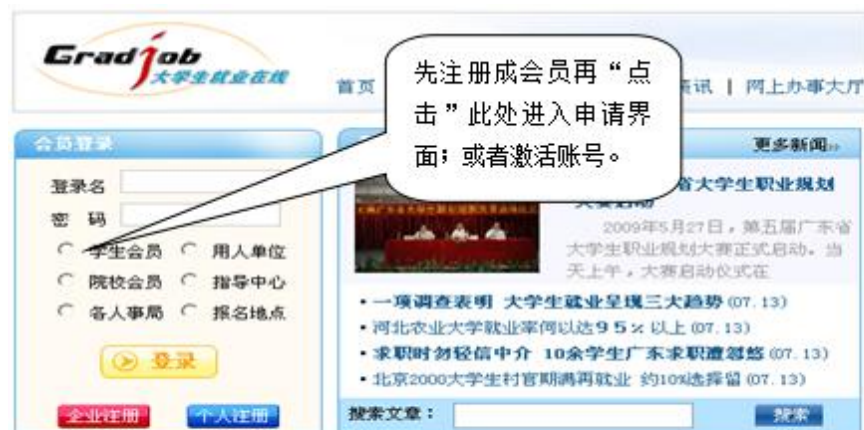 Gradjob
大学生就业在线
首页
讯 | 网上办事大厅
先注册成会员再“点
击”此处进入申请界
面；或者激活账号。
会员登录
登录名
密 码
学生会员 用人单位
院校会员 指导中心
各人事局 报名地点
登录
企业注册 个人注册
更多新闻
省大学生职业规划
大赛启动
2009年5月27日，第五届广东省
大学生职业规划大赛正式启动。当
天上午，大赛启动仪式在
·一项调查表明 大学生就业呈现三大趋势 (07.13)
·河北农业大学就业率何以达95%以上 (07.13)
·求职时勿轻信中介 10余学生广东求职遭忽悠 (07.13)
·北京2000大学生村官期满再就业 约10%选择留 (07.13)
搜索文章： 搜索